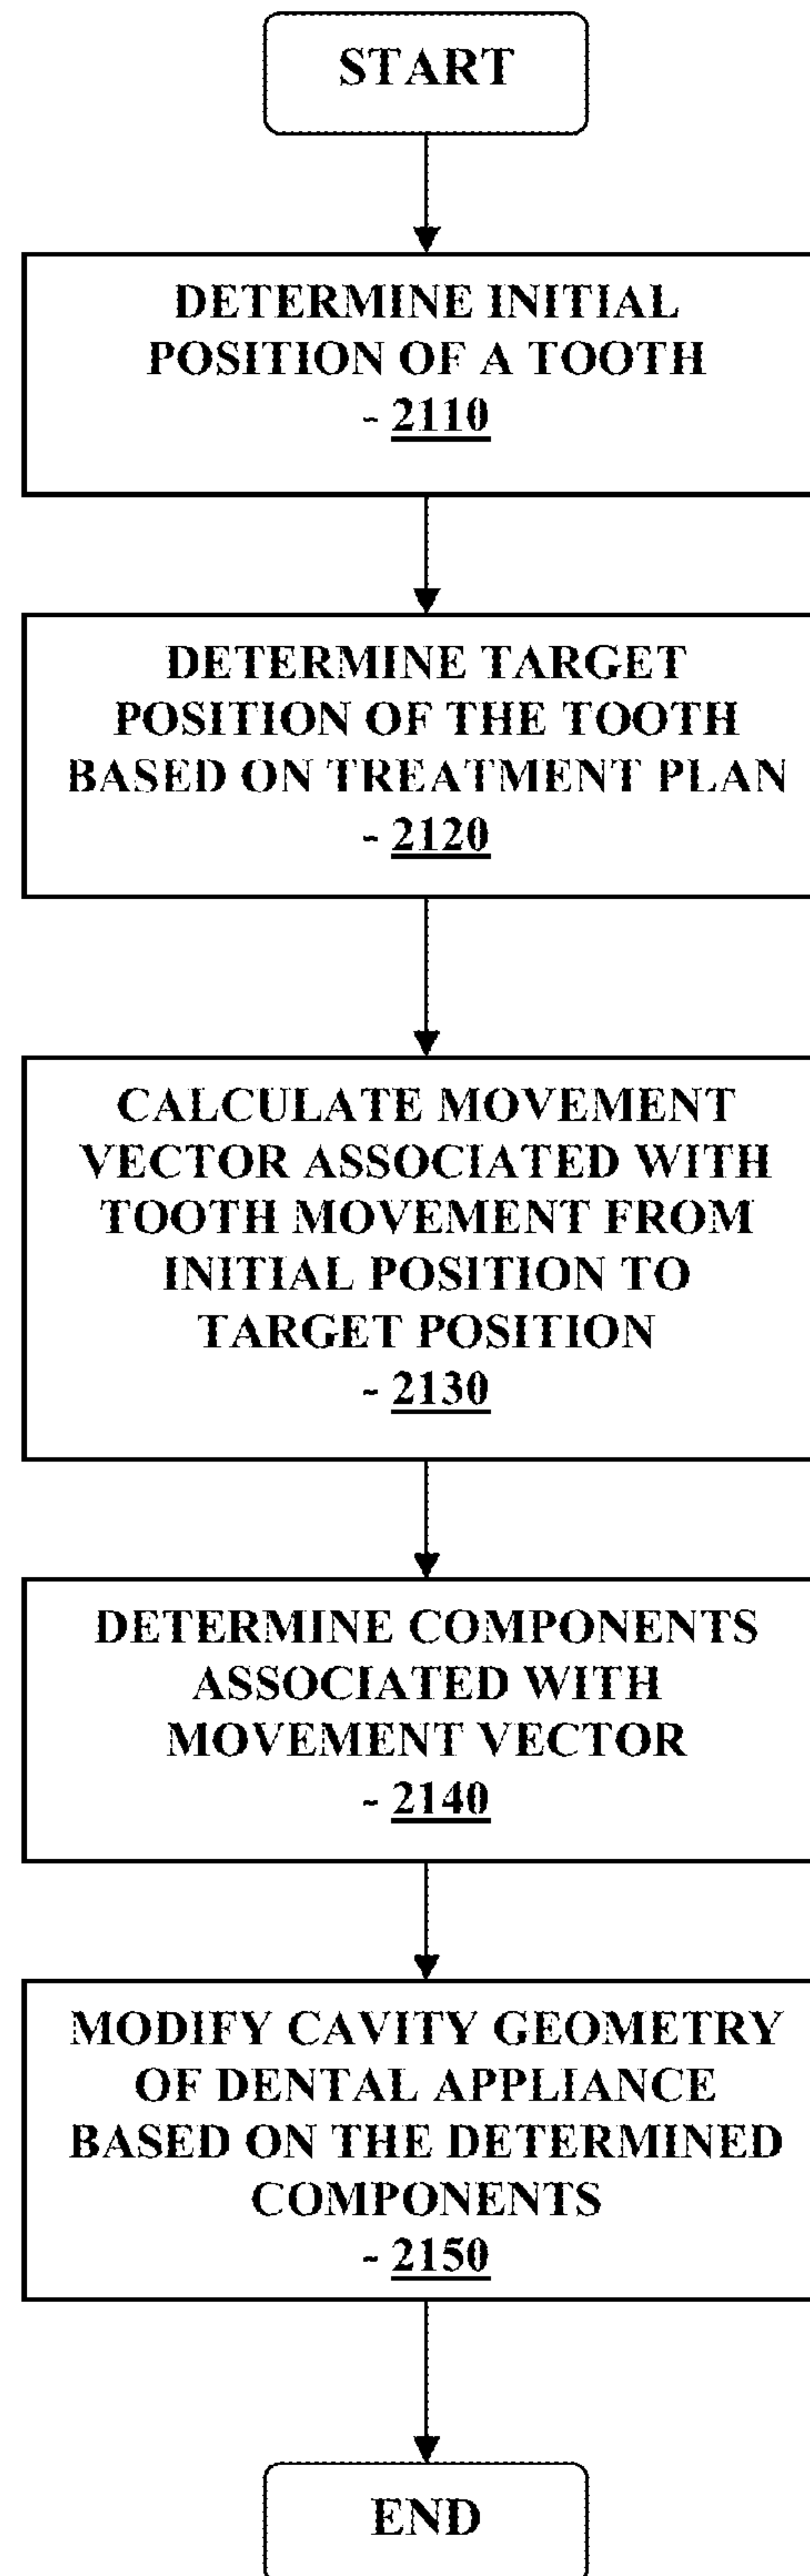 START
DETERMINE INITIAL
POSITION OF A TOOTH
- 2110
DETERMINE TARGET
POSITION OF THE TOOTH
BASED ON TREATMENT PLAN
- 2120
CALCULATE MOVEMENT
VECTOR ASSOCIATED WITH
TOOTH MOVEMENT FROM
INITIAL POSITION TO
TARGET POSITION
- 2130
DETERMINE COMPONENTS
ASSOCIATED WITH
MOVEMENT VECTOR
- 2140
MODIFY CAVITY GEOMETRY
OF DENTAL APPLIANCE
BASED ON THE DETERMINED
COMPONENTS
- 2150
END